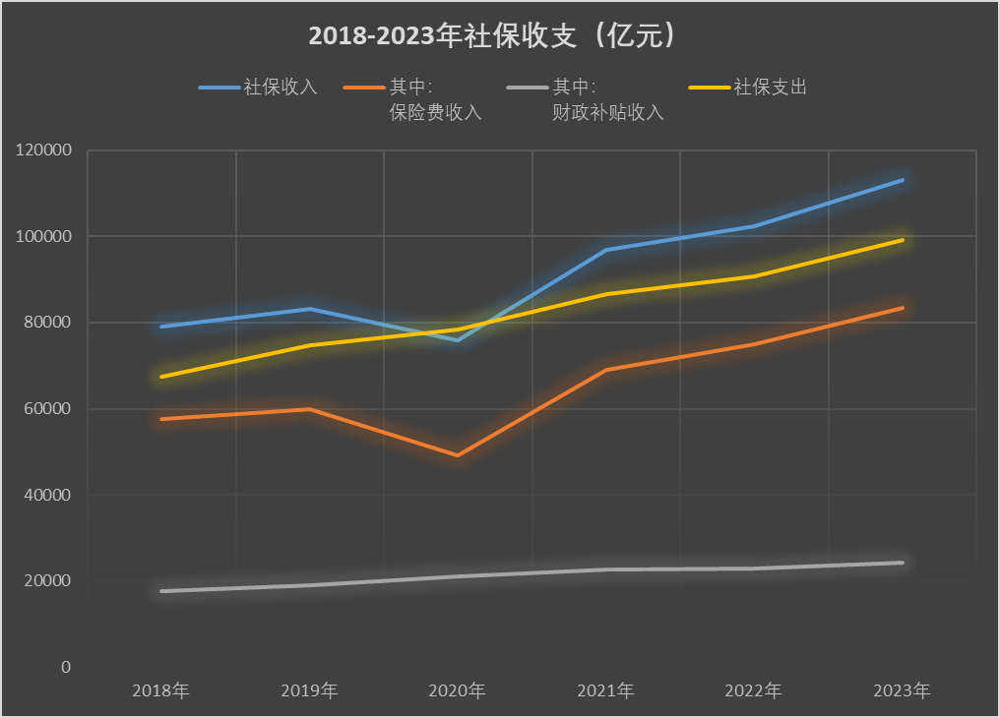 2018-2023年社保收支（亿元）
社保收入
其中：
保险费收入
其中：
财政补贴收入
社保支出
120000
100000
80000
60000
40000
20000
0
2018年
2019年
2020年
2021年
2022年
2023年